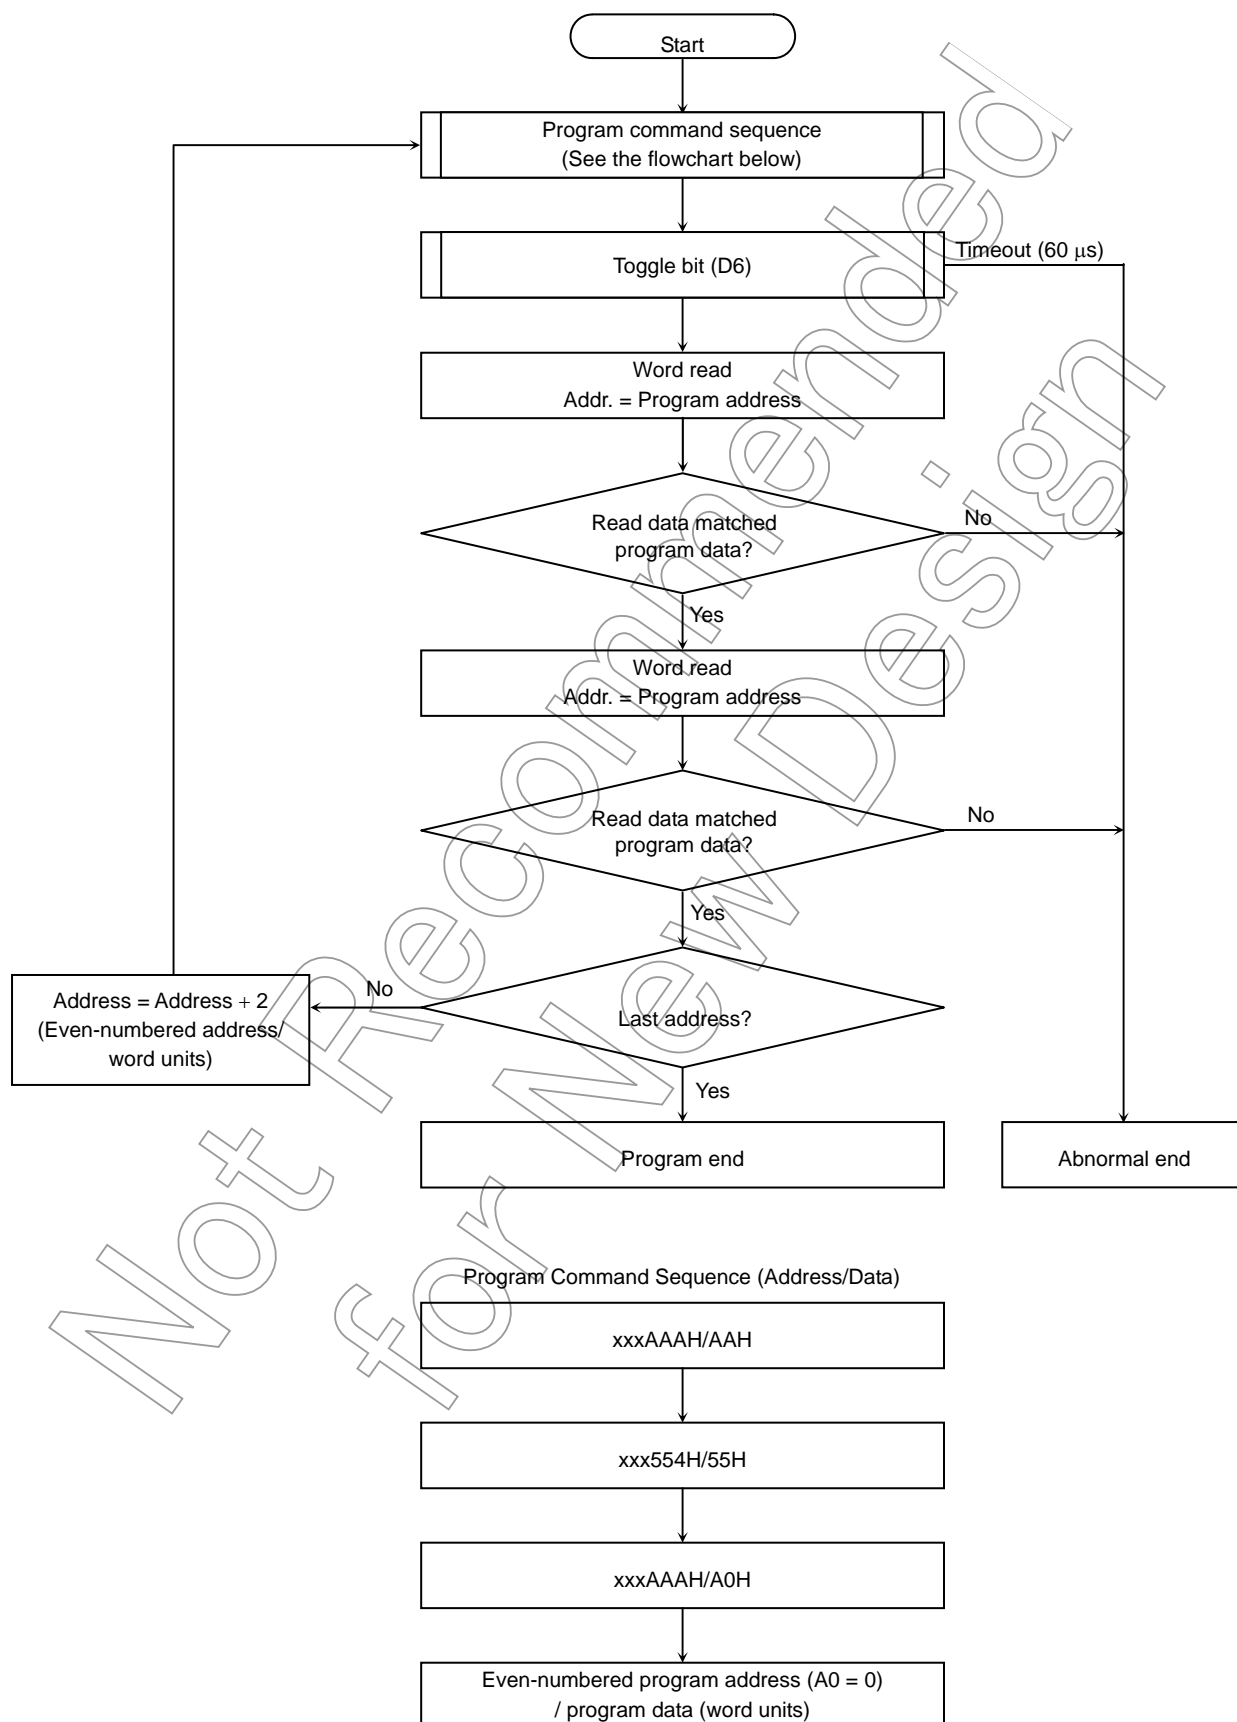 Start
Program command sequence
(See the flowchart below)
Toggle bit (D6)
Timeout (60 μs)
Word read
Addr. = Program address
Read data matched
program data?
No
Yes
Word read
Addr. = Program address
Read data matched
program data?
No
Yes
Address = Address + 2
(Even-numbered address/
word units)
No
Last address?
Yes
Program end
Abnormal end
Program Command Sequence (Address/Data)
xxxAAAH/AAH
xxx554H/55H
xxxAAAH/A0H
Even-numbered program address (A0 = 0)
/ program data (word units)
Not Recommended
for New Design